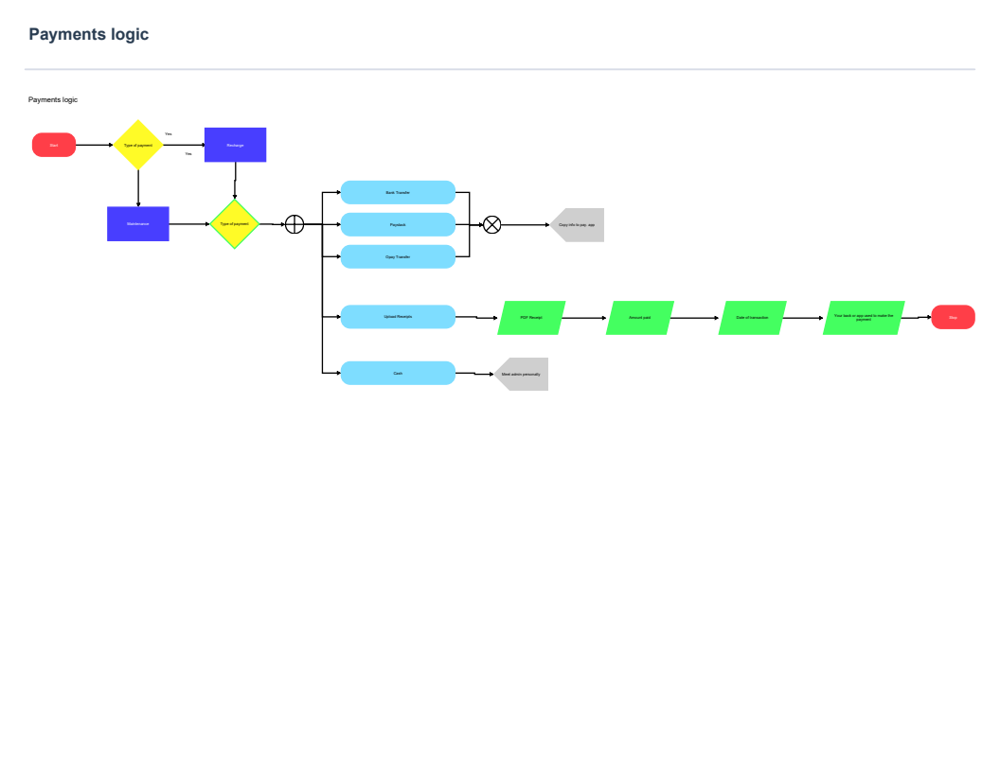 Payments logic
Payments logic
Start
Type of payment
Yes
Yes
Recharge
Maintenance
Type of payment
Bank Transfer
Paystack
Opay Transfer
Copy info to pay. app
Upload Receipts
PDF Receipt
Amount paid
Date of transaction
Your bank or app used to make the
payment
Stop
Cash
Meet admin personally